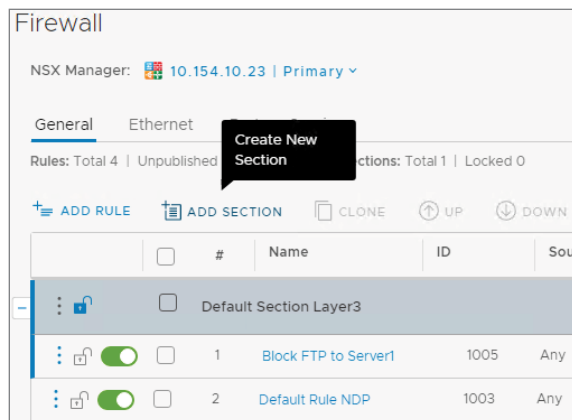 Firewall
NSX Manager: 10.154.10.23 | Primary
General Ethernet
Create New
Section
Rules: Total 4 | Unpublished ctions: Total 1 | Locked 0
ADD RULE ADD SECTION CLONE UP DOWN
# Name ID Sou
Default Section Layer3
1 Block FTP to Server1 1005 Any
2 Default Rule NDP 1003 Any